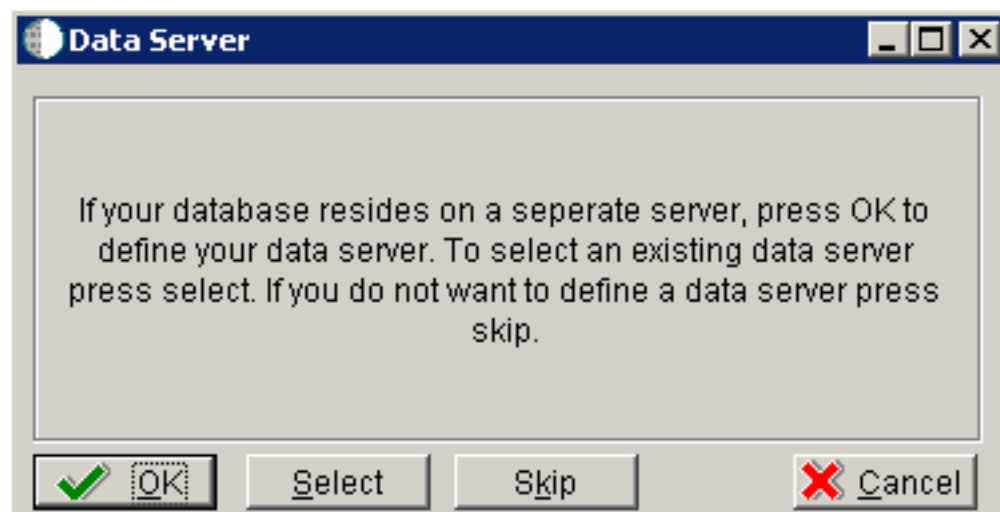 Data Server
If your database resides on a seperate server, press OK to
define your data server. To select an existing data server
press select. If you do not want to define a data server press
skip.
OK
Select
Skip
Cancel